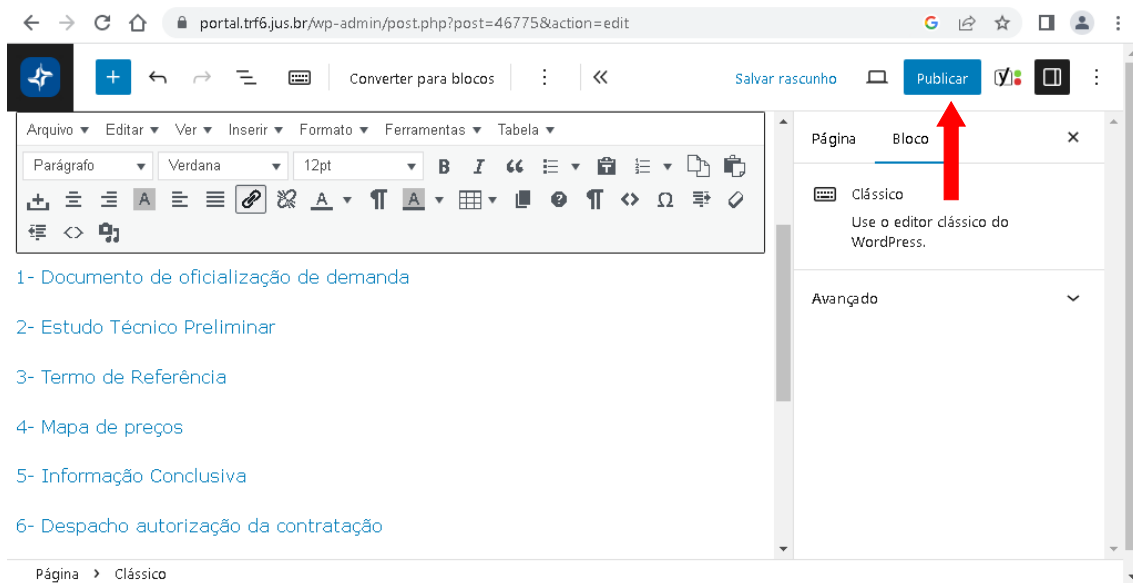 portal.trf6.jus.br/wp-admin/post.php?post=46775&action=edit
Converter para blocos
Salvar rascunho
Publicar
Arquivo Editar Ver Inserir Formato Ferramentas Tabela
Parágrafo Verdana 12pt
Página Bloco
Clássico
Use o editor clássico do
WordPress.
Avançado
1- Documento de oficialização de demanda
2- Estudo Técnico Preliminar
3- Termo de Referência
4- Mapa de preços
5- Informação Conclusiva
6- Despacho autorização da contratação
Página > Clássico